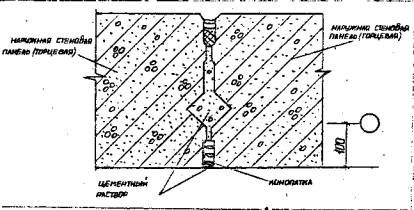 НАРУЖНАЯ СТЕНОВАЯ
ПАНЕЛЬ (ТОРЦЕВАЯ)
НАРУЖНАЯ СТЕНОВАЯ
ПАНЕЛЬ (ТОРЦЕВАЯ)
100
ЦЕМЕНТНЫЙ
РАСТВОР
КОНОПАТКА